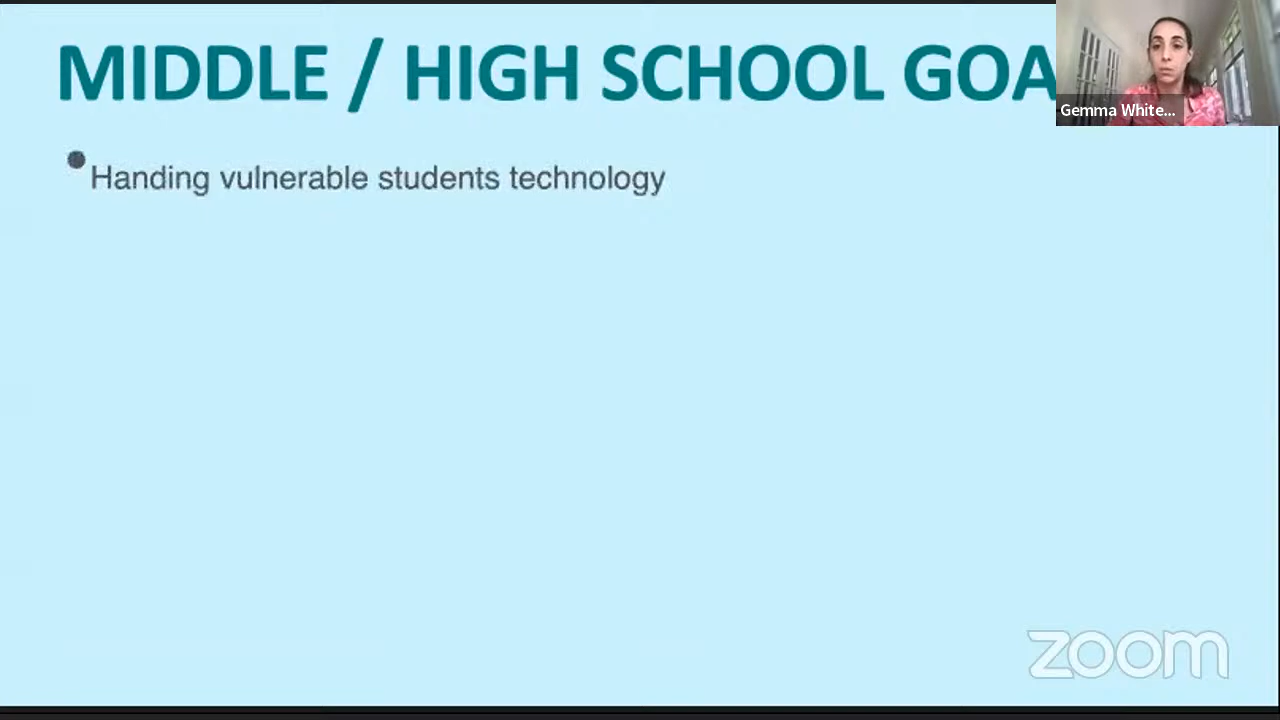 MIDDLE / HIGH SCHOOL GOA
Gemma White...
Handing vulnerable students technology
zoom